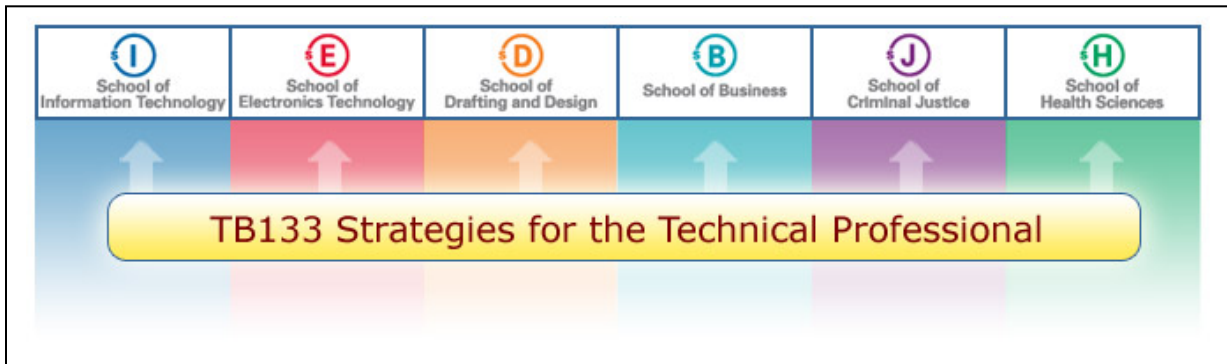 I
School of
Information Technology
E
School of
Electronics Technology
D
School of
Drafting and Design
B
School of Business
J
School of
Criminal Justice
H
School of
Health Sciences
TB133 Strategies for the Technical Professional